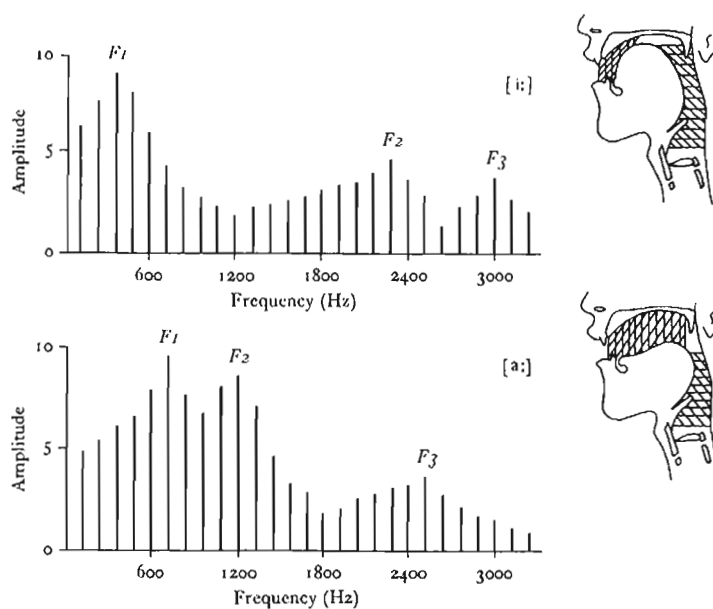 F1
10
[i:]
F2
F3
5
Amplitude
0
600 1200 1800 2400 3000
Frequency (Hz)
F1
F2
10
[a:]
F3
5
Amplitude
0
600 1200 1800 2400 3000
Frequency (Hz)